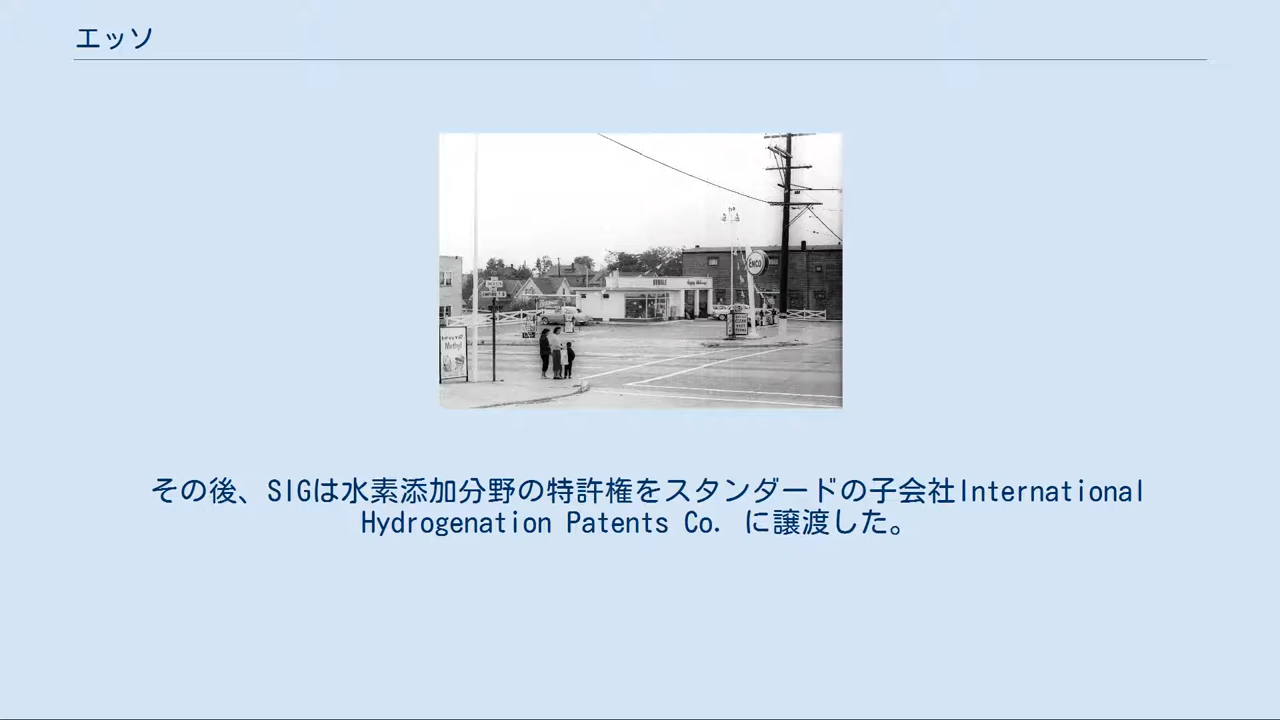 エッソ
ENCO
HUMBLE
Methyl
その後、SIGは水素添加分野の特許権をスタンダードの子会社International
Hydrogenation Patents Co. に譲渡した。